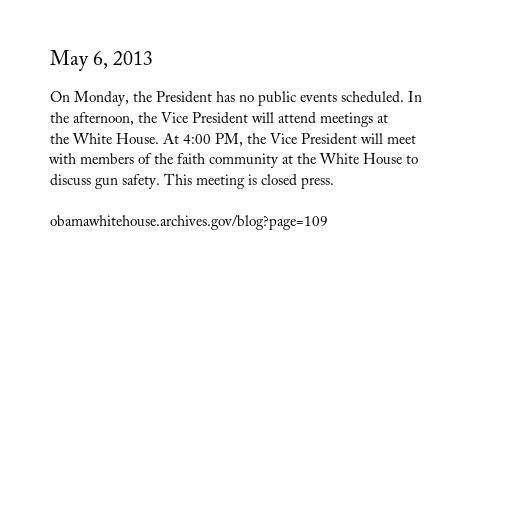 May 6, 2013
On Monday, the President has no public events scheduled. In
the afternoon, the Vice President will attend meetings at
the White House. At 4:00 PM, the Vice President will meet
with members of the faith community at the White House to
discuss gun safety. This meeting is closed press.
obamawhitehouse.archives.gov/blog?page=109